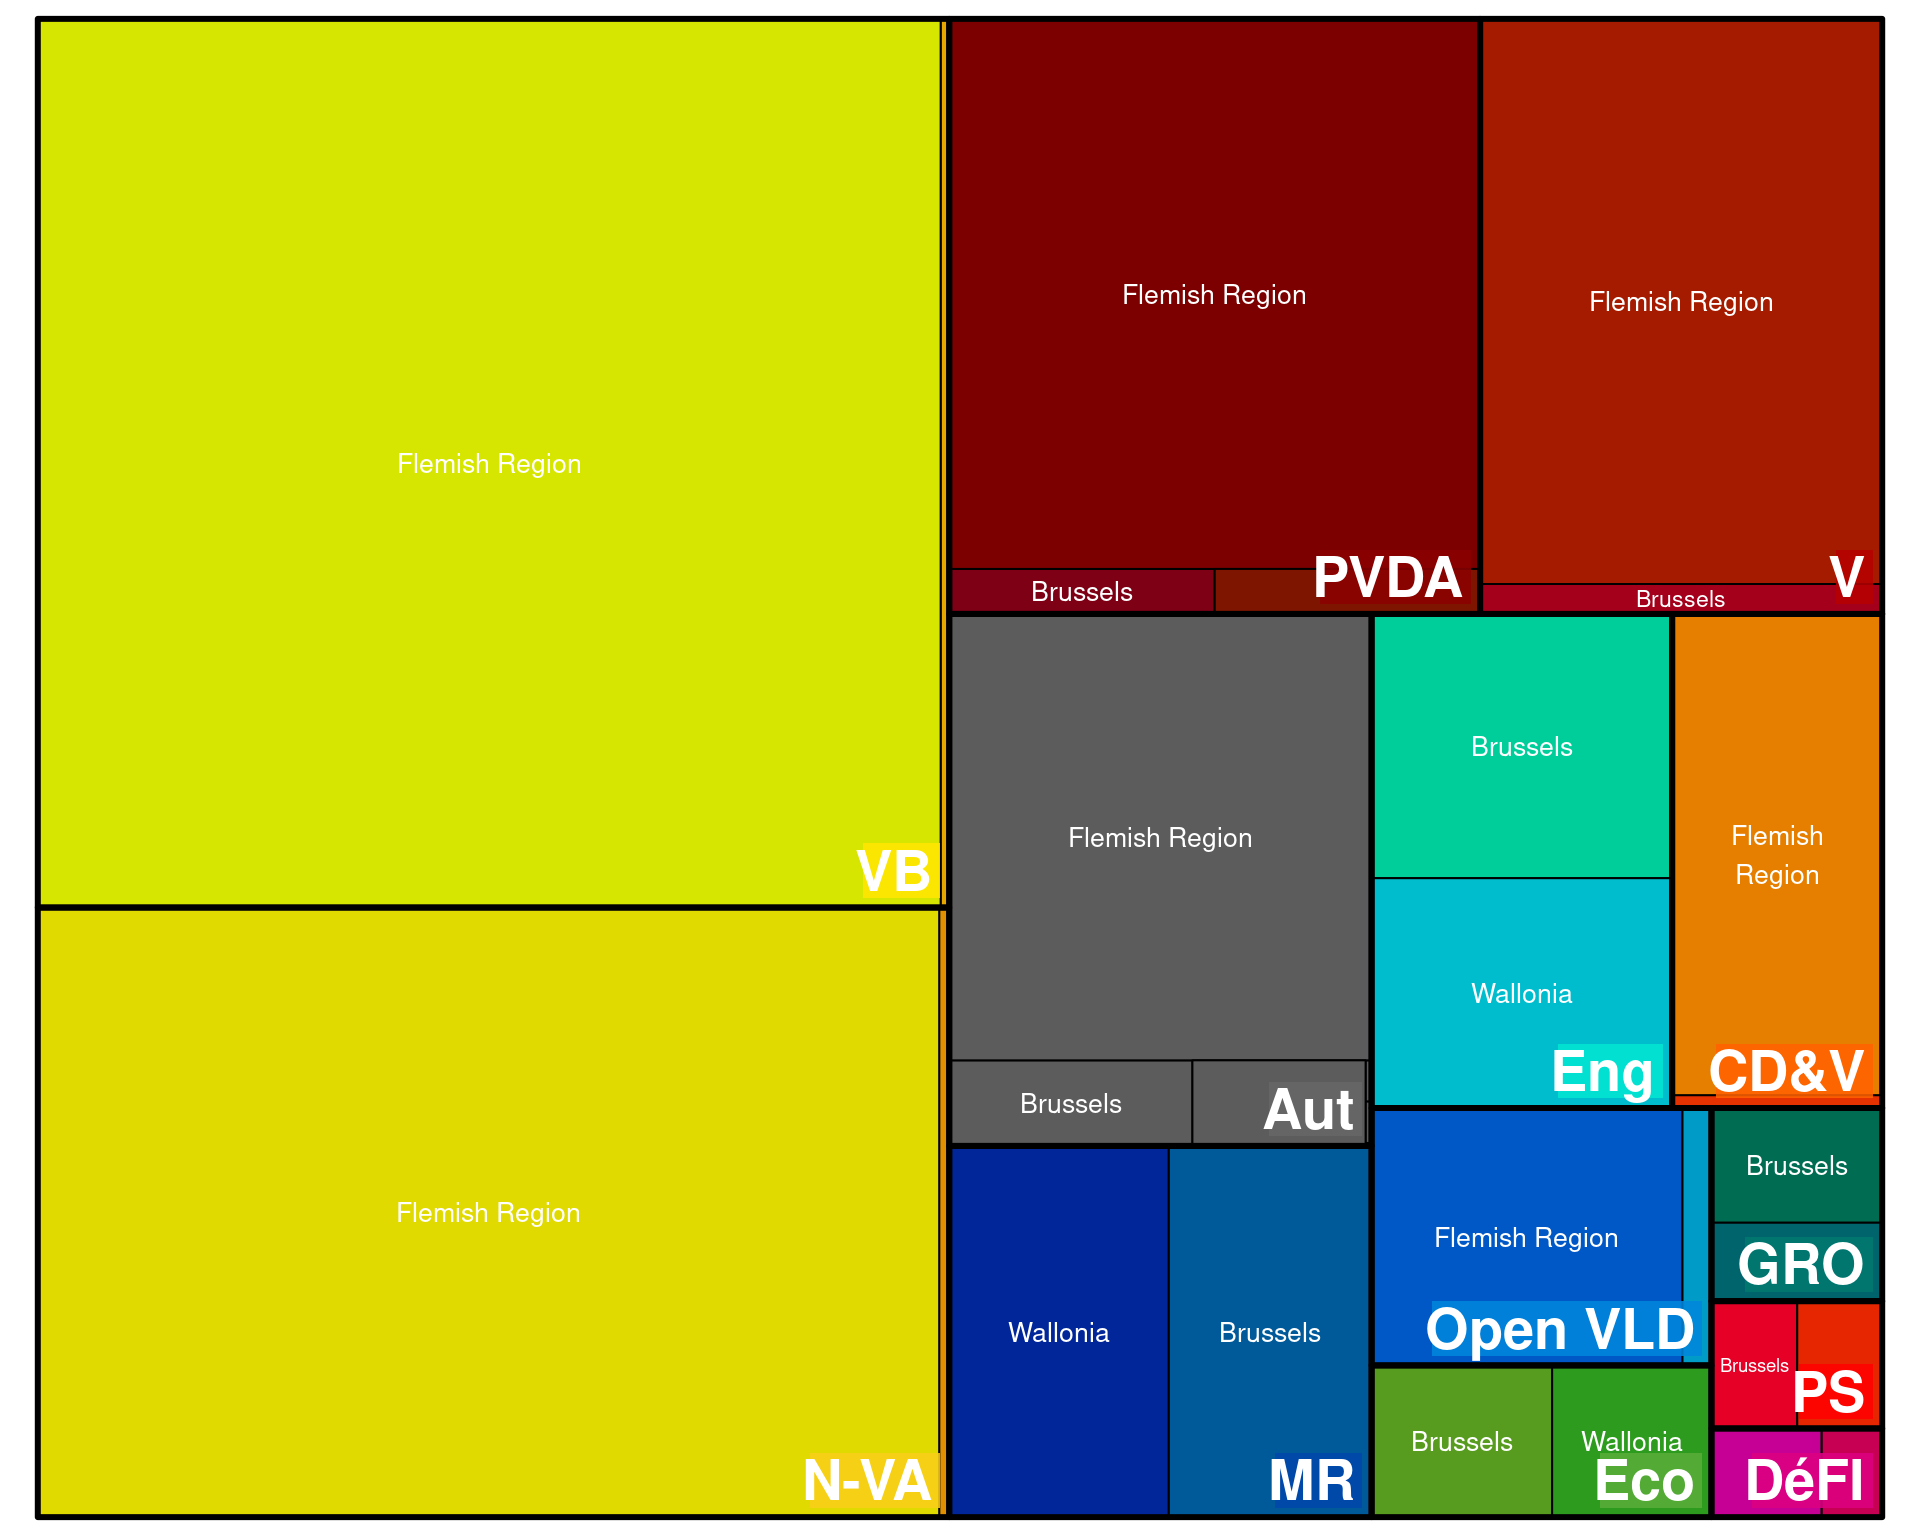 Flemish Region
VB
Flemish Region
N-VA
Flemish Region
Brussels
PVDA
Flemish Region
Brussels
V
Flemish Region
Brussels
Aut
Wallonia
Brussels
MR
Brussels
Wallonia
Eng
Flemish
Region
CD&V
Flemish Region
Open VLD
Brussels
Wallonia
Eco
Brussels
GRO
Brussels
PS
DéFI